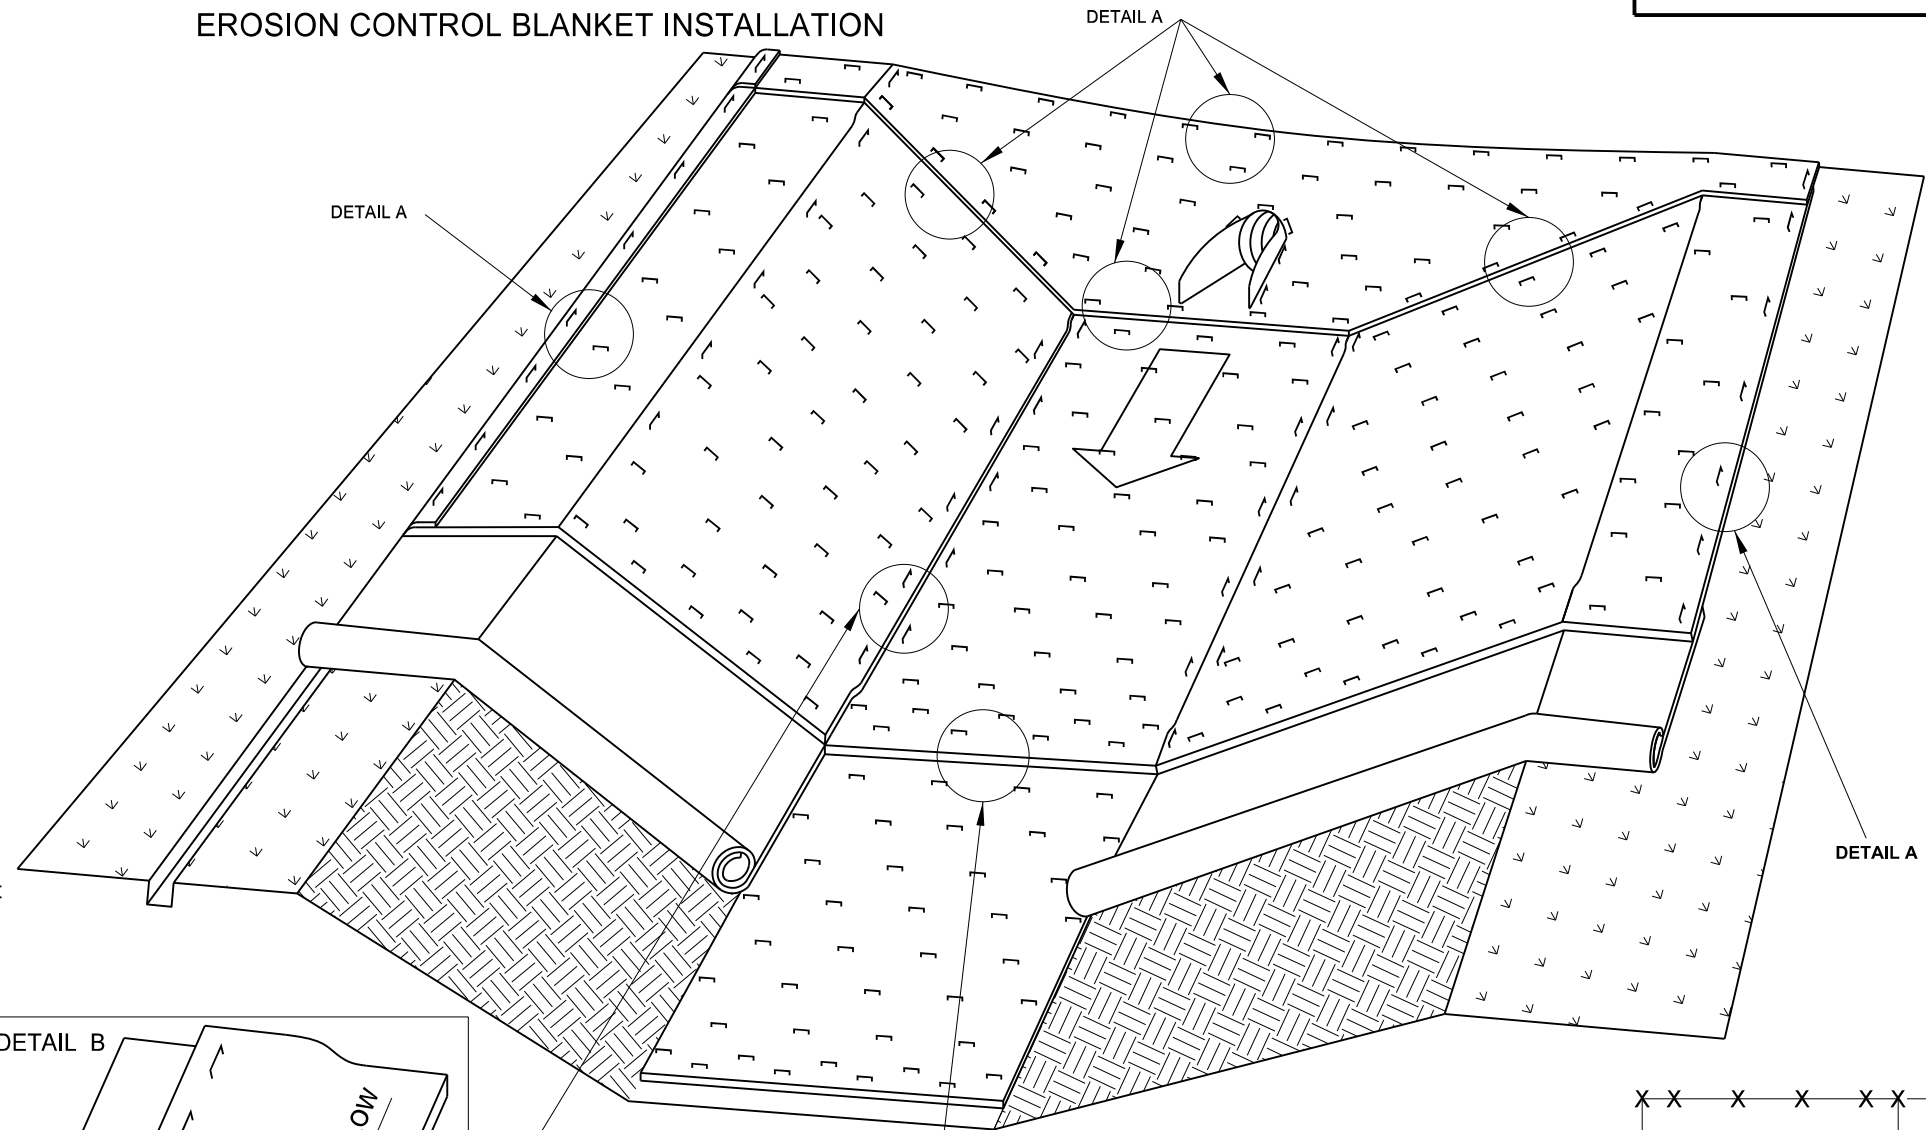 EROSION CONTROL BLANKET INSTALLATION
DETAIL A
DETAIL A
DETAIL A
DETAIL B
X X X X X X